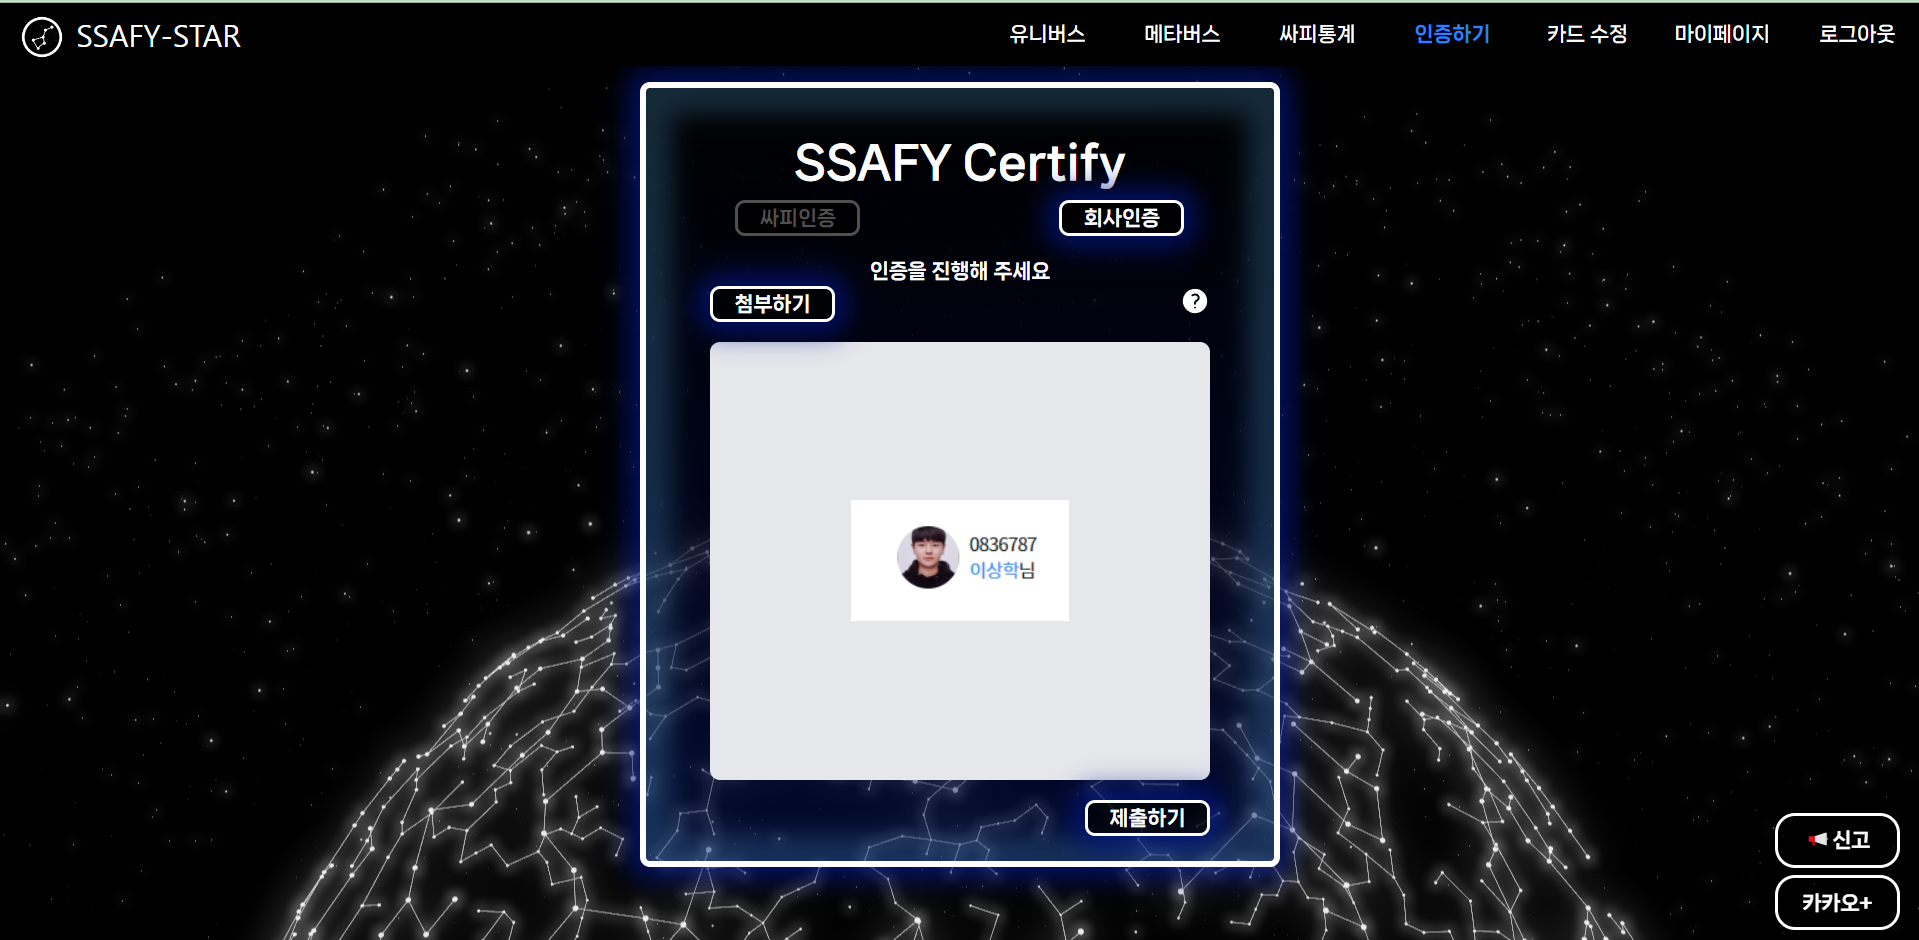 SSAFY-STAR
유니버스
메타버스
싸피통계
인증하기
카드 수정
마이페이지
로그아웃
SSAFY Certify
싸피인증
회사인증
인증을 진행해 주세요
첨부하기
?
0836787
이상학님
제출하기
신고
카카오+